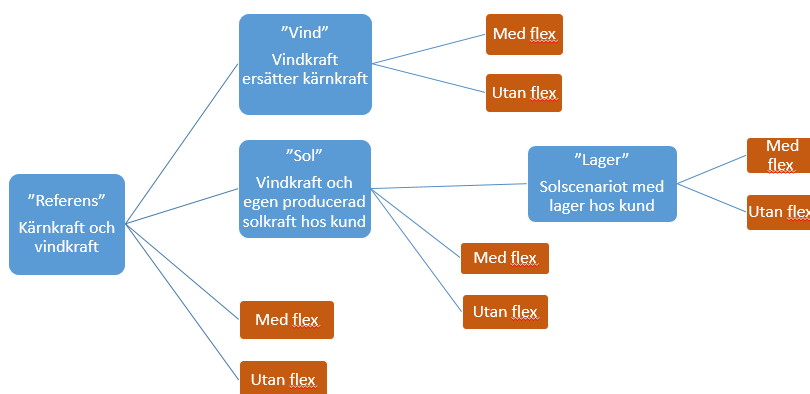 ”Vind”
Vindkraft
ersätter kärnkraft
Med flex
Utan flex
”Sol”
Vindkraft och
egen producerad
solkraft hos kund
”Lager”
Solscenariot med
lager hos kund
Med
flex
Utan flex
”Referens”
Kärnkraft och
vindkraft
Med flex
Utan flex
Med flex
Utan flex